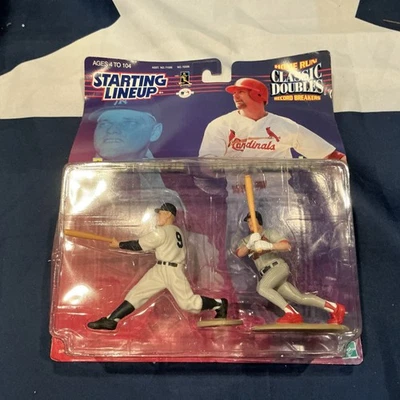 AGES 4 TO 104
STARTING
LINEUP
HOME RUN
CLASSIC
DOUBLES
RECORD BREAKERS
Cardinals
9